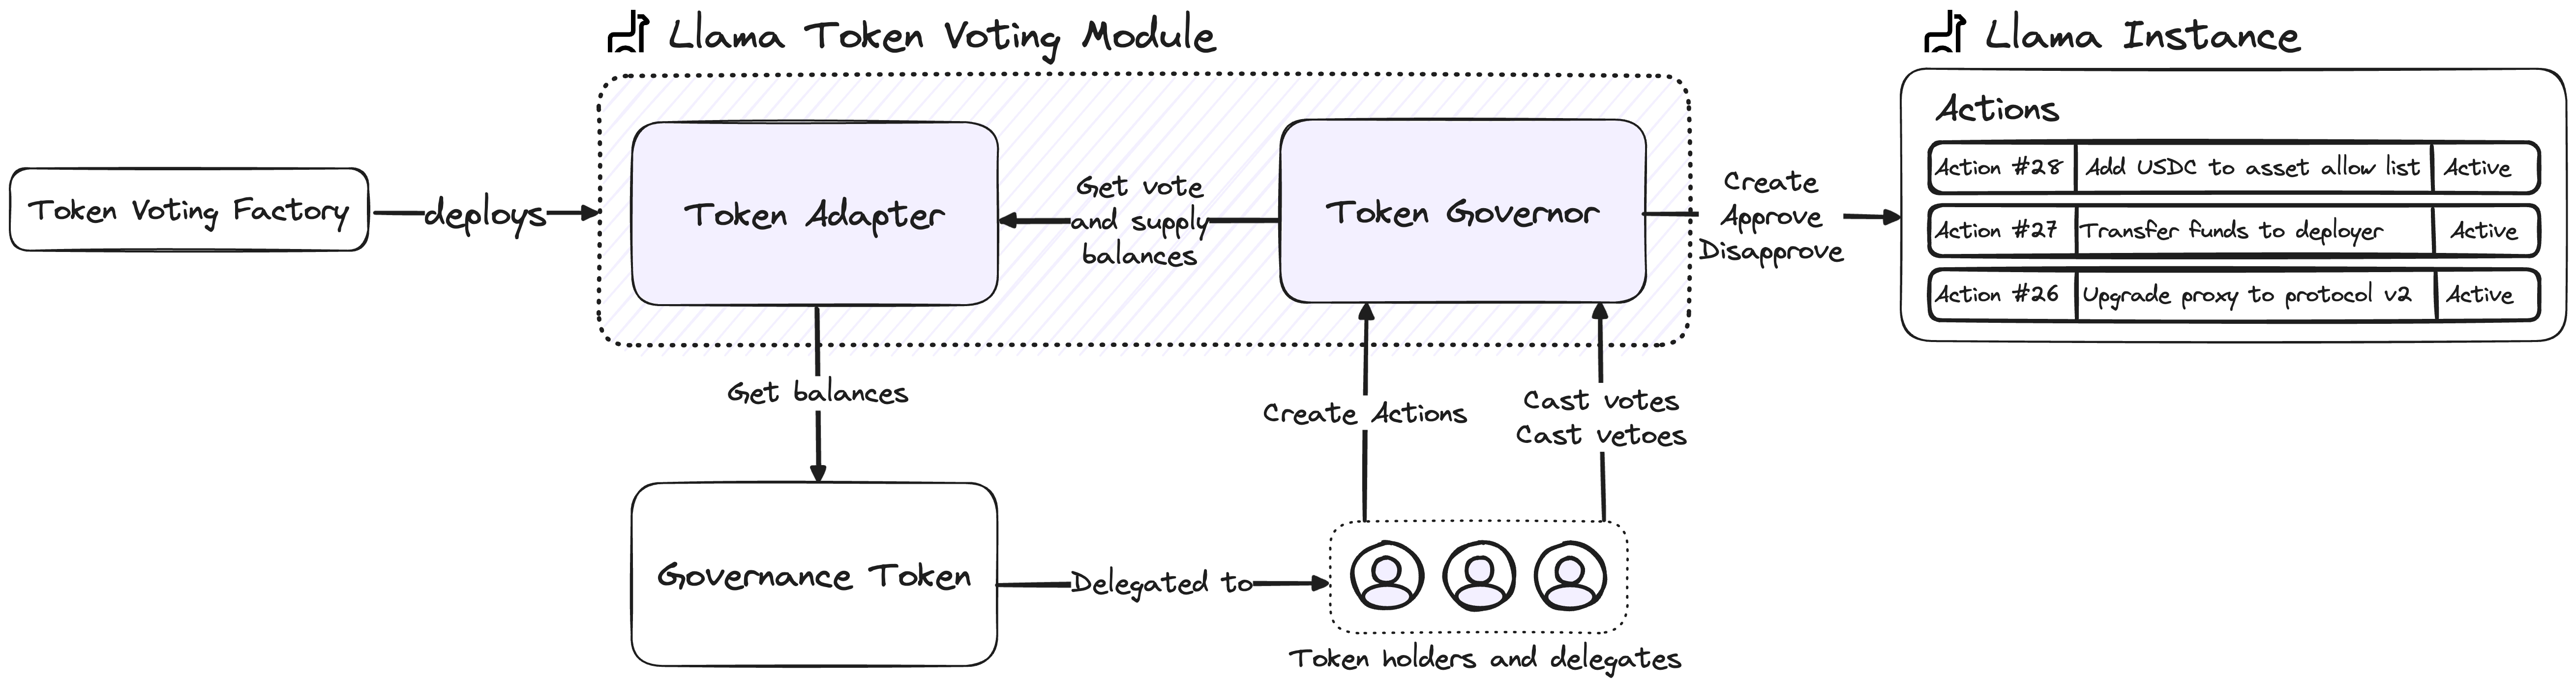 Llama Token Voting Module
Llama Instance
Token Voting Factory
deploys
Token Adapter
Get vote
and supply
balances
Token Governor
Create
Approve
Disapprove
Actions
Action #28 Add USDC to asset allow list Active
Action #27 Transfer funds to deployer Active
Action #26 Upgrade proxy to protocol v2 Active
Get balances
Create Actions
Cast votes
Cast vetoes
Governance Token
Delegated to
Token holders and delegates